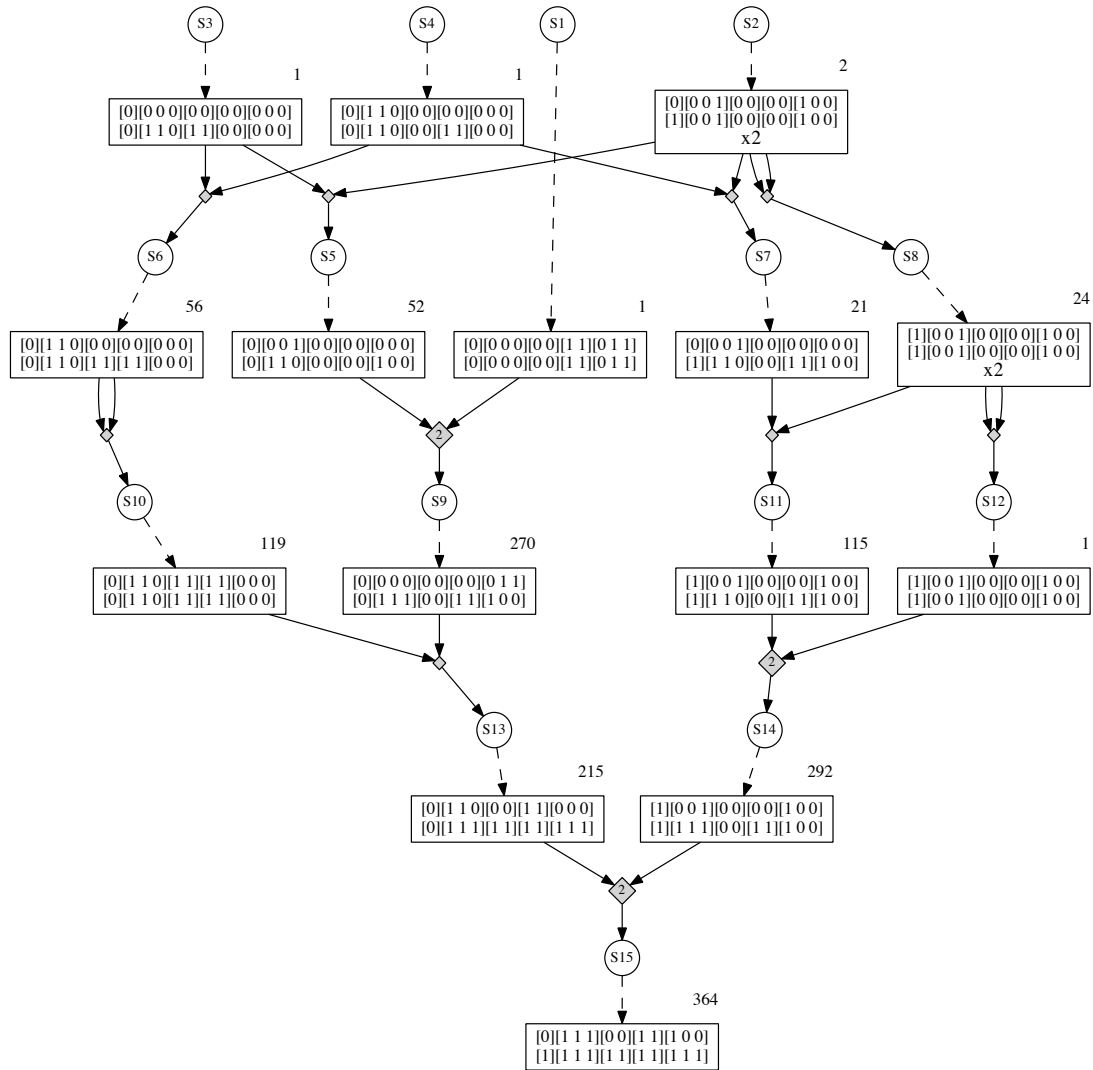 S3
S4
S1
S2
1
1
2
[0][0 0 0][0 0][0 0][0 0 0]
[0][1 1 0][1 1][0 0][0 0 0]
[0][1 1 0][0 0][0 0][0 0 0]
[0][1 1 0][0 0][1 1][0 0 0]
[0][0 0 1][0 0][0 0][1 0 0]
[1][0 0 1][0 0][0 0][1 0 0]
x2
S6
S5
S7
S8
56
52
1
21
24
[0][1 1 0][0 0][0 0][0 0 0]
[0][1 1 0][1 1][1 1][0 0 0]
[0][0 0 1][0 0][0 0][0 0 0]
[0][1 1 0][0 0][0 0][1 0 0]
[0][0 0 0][0 0][1 1][0 1 1]
[0][0 0 0][0 0][1 1][0 1 1]
[0][0 0 1][0 0][0 0][0 0 0]
[1][1 1 0][0 0][1 1][1 0 0]
[1][0 0 1][0 0][0 0][1 0 0]
[1][0 0 1][0 0][0 0][1 0 0]
x2
2
S10
S9
S11
S12
119
270
115
1
[0][1 1 0][1 1][1 1][0 0 0]
[0][1 1 0][1 1][1 1][0 0 0]
[0][0 0 0][0 0][0 0][0 1 1]
[0][1 1 1][0 0][1 1][1 0 0]
[1][0 0 1][0 0][0 0][1 0 0]
[1][1 1 0][0 0][1 1][1 0 0]
[1][0 0 1][0 0][0 0][1 0 0]
[1][0 0 1][0 0][0 0][1 0 0]
2
S13
S14
215
292
[0][1 1 0][0 0][1 1][0 0 0]
[0][1 1 1][1 1][1 1][1 1 1]
[1][0 0 1][0 0][0 0][1 0 0]
[1][1 1 1][0 0][1 1][1 0 0]
2
S15
364
[0][1 1 1][0 0][1 1][1 0 0]
[1][1 1 1][1 1][1 1][1 1 1]